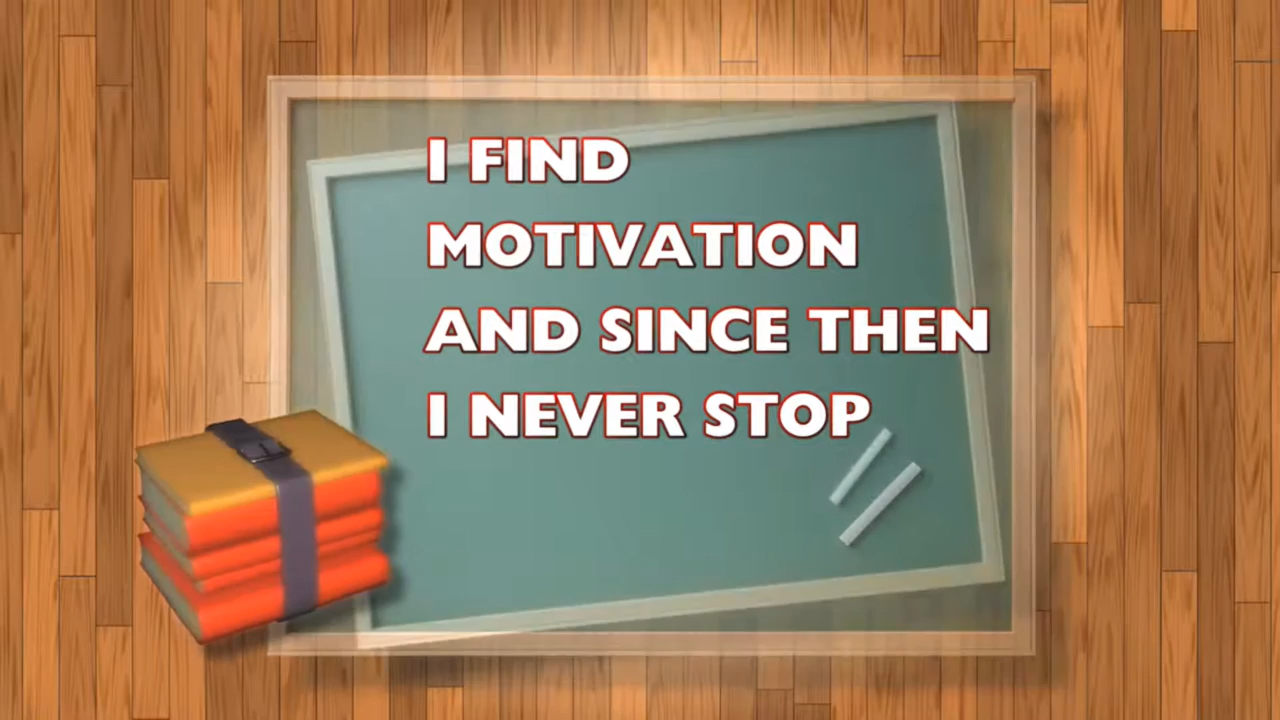 I FIND
MOTIVATION
AND SINCE THEN
I NEVER STOP